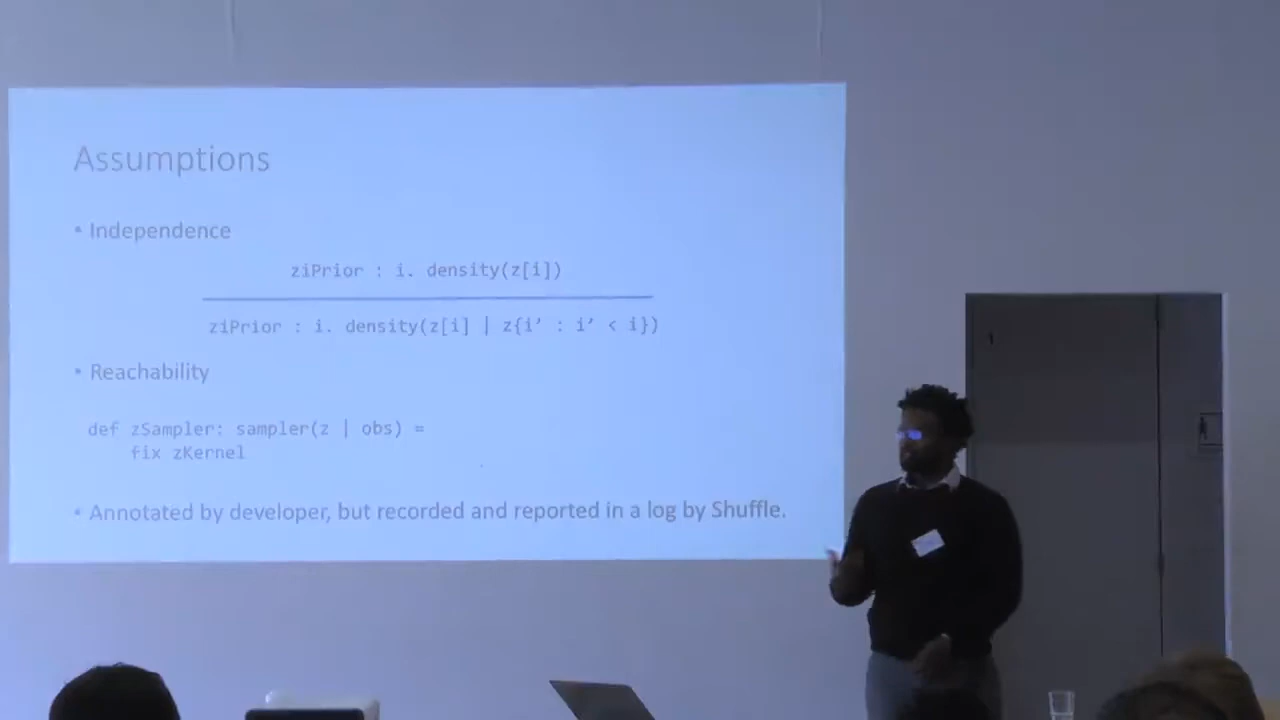 Assumptions
• Independence
ziPrior : i. density(z[i])
ziPrior : i. density(z[i] | z{i’ : i’ < i})
• Reachability
def zSampler: sampler(z | obs) =
fix zKernel
• Annotated by developer, but recorded and reported in a log by Shuffle.